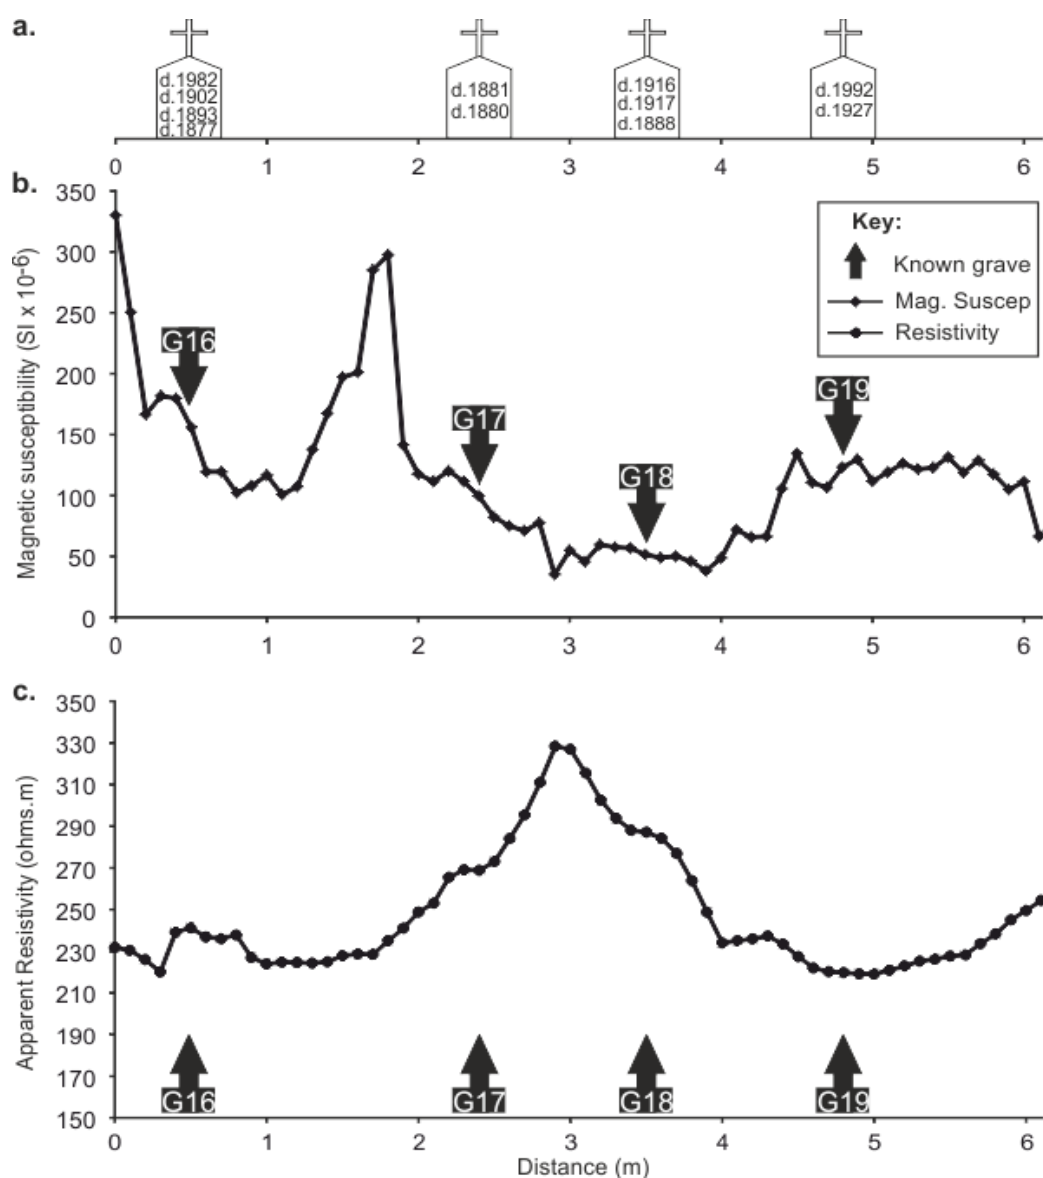 a.
d.1982
d.1902
d.1893
d.1877
d.1881
d.1880
d.1916
d.1917
d.1888
d.1992
d.1927
0 1 2 3 4 5 6
b.
Magnetic susceptibility (SI x 10-6)
350
300
250
200
150
100
50
0
G16
G17
G18
G19
Key:
Known grave
Mag. Suscep
Resistivity
0 1 2 3 4 5 6
c.
Apparent Resistivity (ohms.m)
350
330
310
290
270
250
230
210
190
170
150
G16 G17 G18 G19
0 1 2 3 4 5 6
Distance (m)